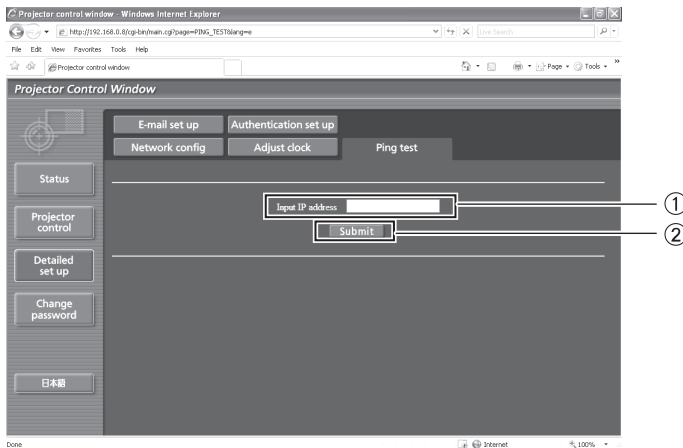 Projector control window - Windows Internet Explorer
http://192.168.0.8/cgi-bin/main.cgi?page=PING_TEST&lang=e
Live Search
File Edit View Favorites Tools Help
Projector control window
Page Tools
Projector Control Window
E-mail set up Authentication set up
Network config Adjust clock Ping test
Status
Projector control
Detailed set up
Change password
日本語
Input IP address
Submit
①
②
Done
Internet
100%